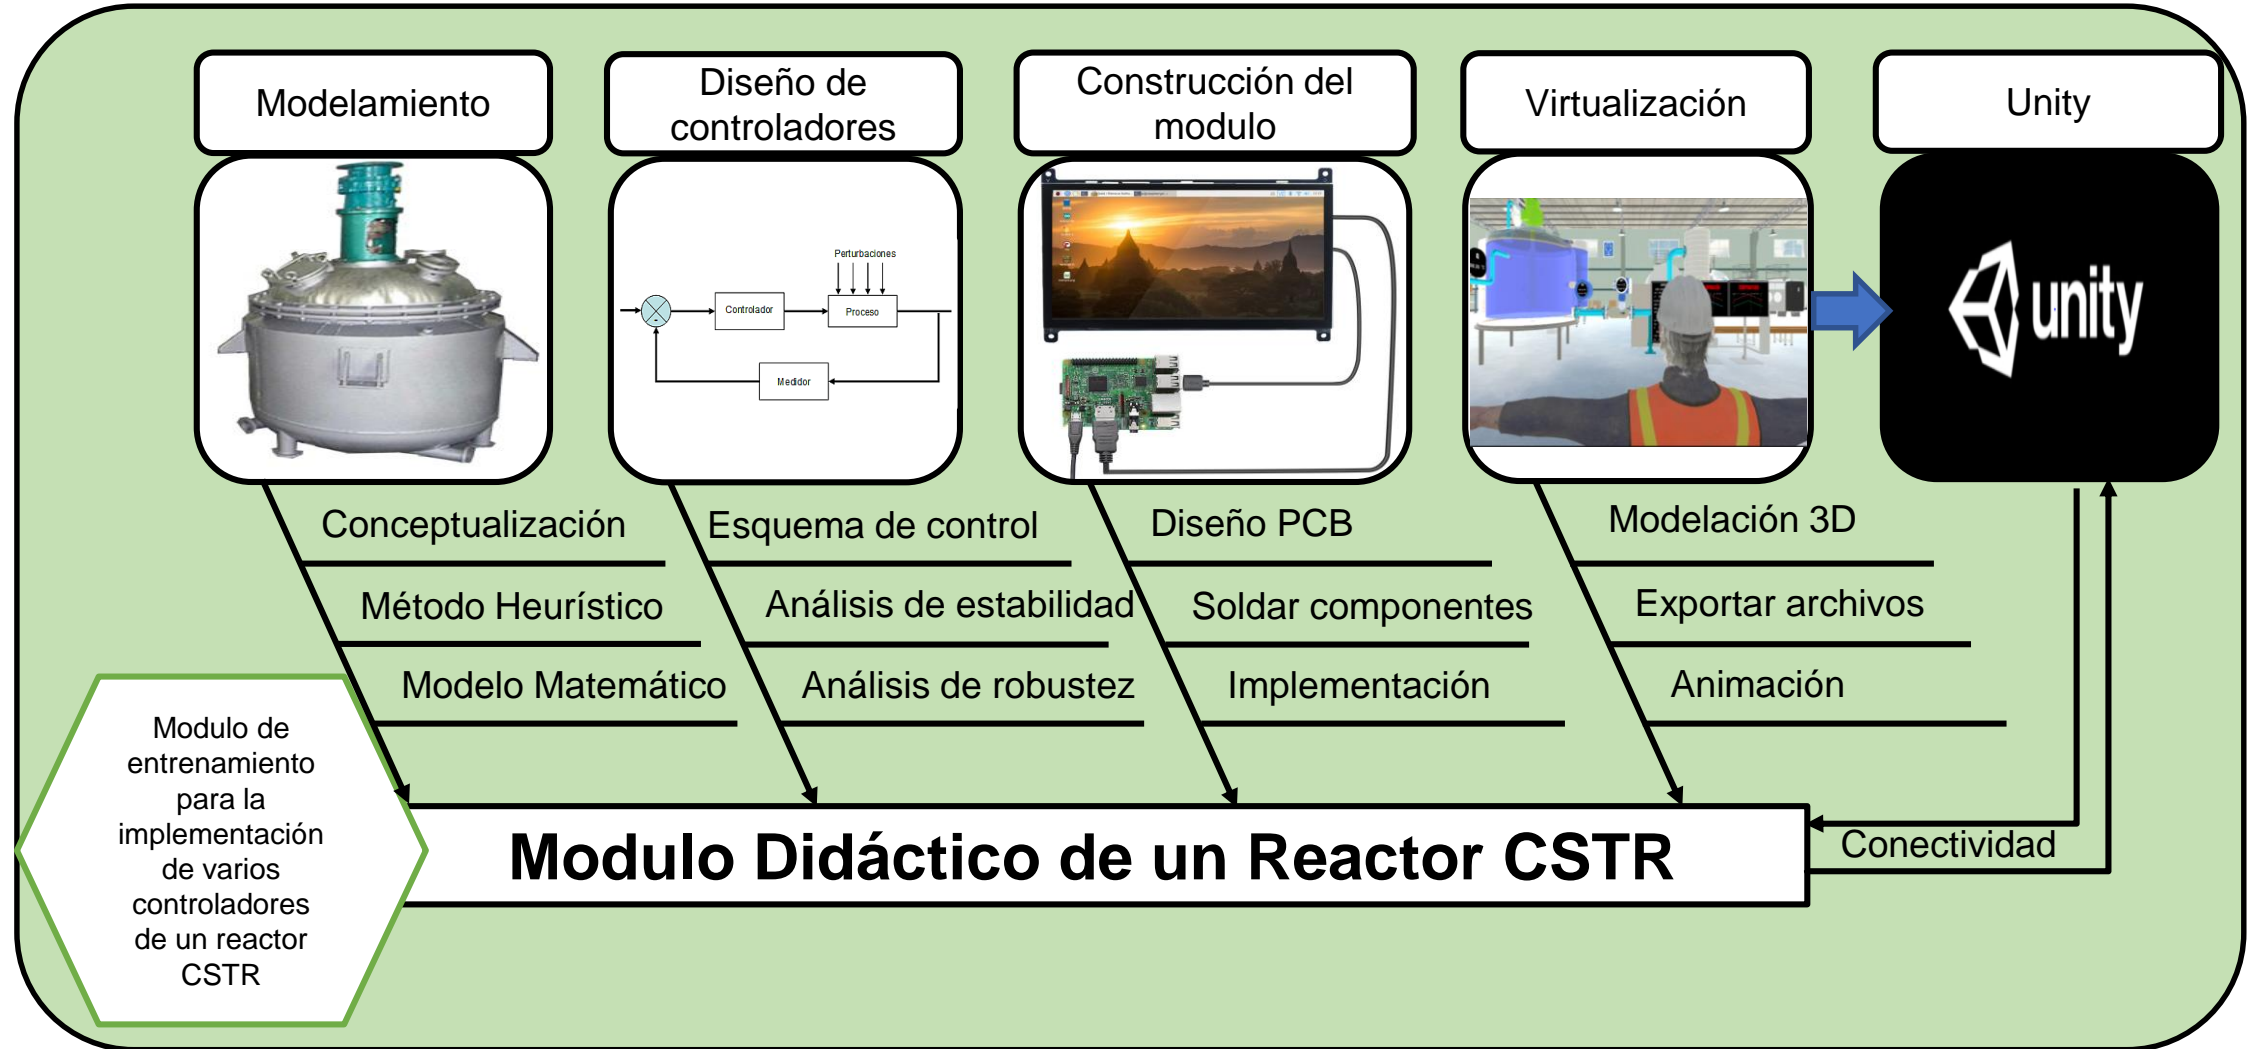 Modelamiento
Diseño de
controladores
Construcción del
modulo
Virtualización
Unity
Perturbaciones
Controlador
Proceso
-
Medidor
unity
Conceptualización
Método Heurístico
Modelo Matemático
Esquema de control
Análisis de estabilidad
Análisis de robustez
Diseño PCB
Soldar componentes
Implementación
Modelación 3D
Exportar archivos
Animación
Modulo de
entrenamiento
para la
implementación
de varios
controladores
de un reactor
CSTR
Modulo Didáctico de un Reactor CSTR
Conectividad